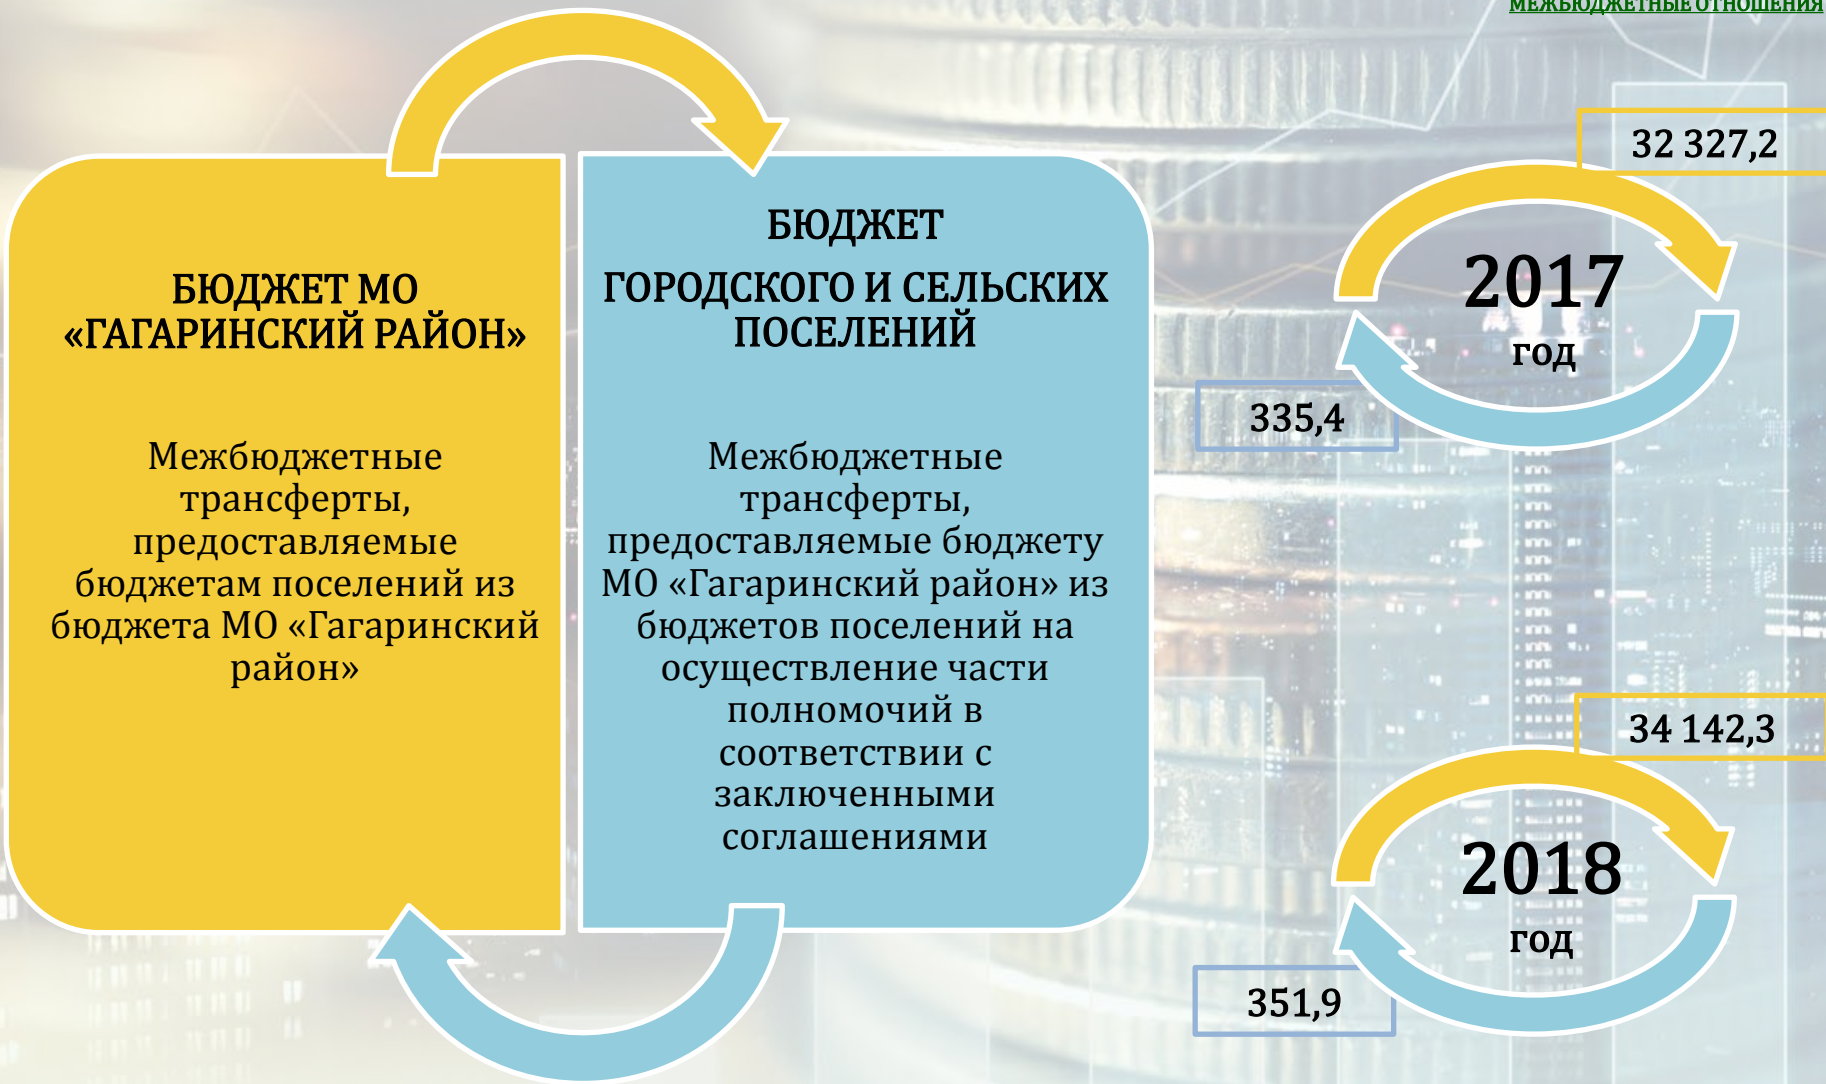 МЕЖБЮДЖЕТНЫЕ ОТНОШЕНИЯ
БЮДЖЕТ МО
«ГАГАРИНСКИЙ РАЙОН»
Межбюджетные
трансферты,
предоставляемые
бюджетам поселений из
бюджета МО «Гагаринский
район»
БЮДЖЕТ
ГОРОДСКОГО И СЕЛЬСКИХ
ПОСЕЛЕНИЙ
Межбюджетные
трансферты,
предоставляемые бюджету
МО «Гагаринский район» из
бюджетов поселений на
осуществление части
полномочий в
соответствии с
заключенными
соглашениями
32 327,2
2017
год
335,4
34 142,3
2018
год
351,9